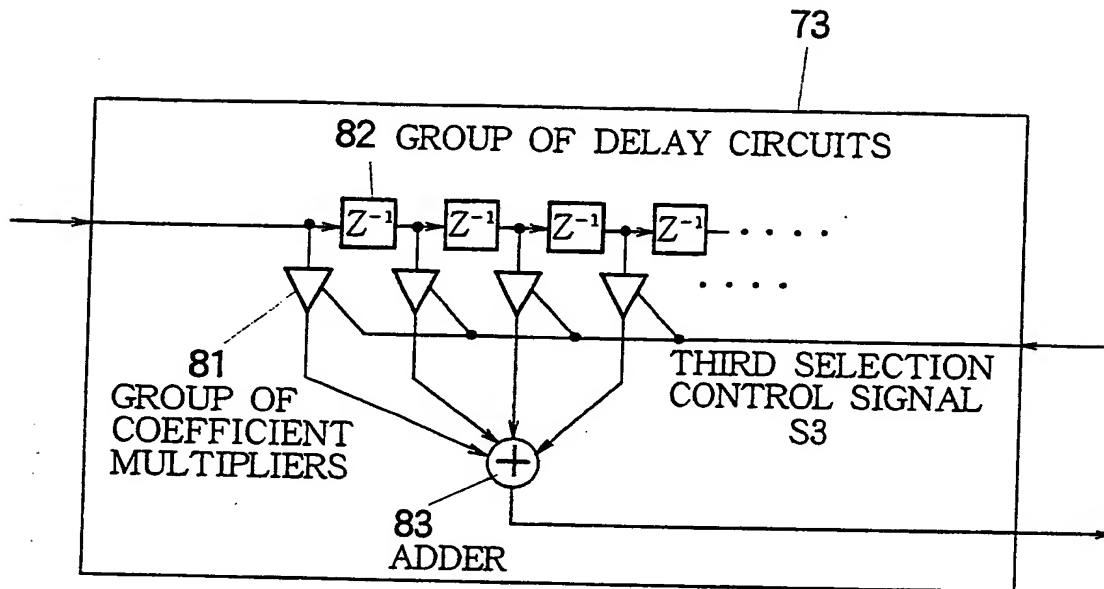 73
82 GROUP OF DELAY CIRCUITS
Z⁻¹ Z⁻¹ Z⁻¹ Z⁻¹ . . . . .
. . . .
81
GROUP OF
COEFFICIENT
MULTIPLIERS
THIRD SELECTION
CONTROL SIGNAL
S3
+
83
ADDER